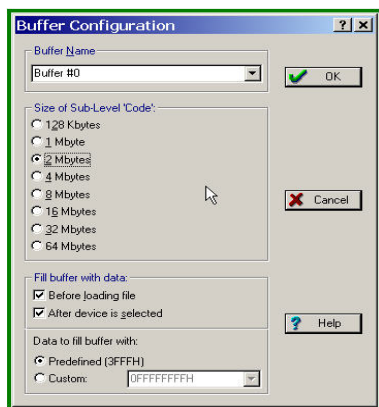 Buffer Configuration
Buffer Name
Buffer #0
OK
Size of Sub-Level 'Code':
128 Kbytes
1 Mbyte
2 Mbytes
4 Mbytes
8 Mbytes
16 Mbytes
32 Mbytes
64 Mbytes
Cancel
Fill buffer with data:
Before loading file
After device is selected
Help
Data to fill buffer with:
Predefined (3FFFH)
Custom: 0FFFFFFFFH